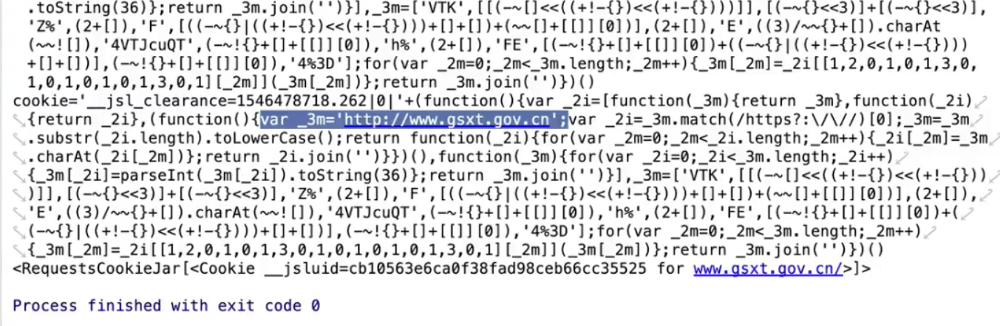 .toString(36)};return _3m.join('')}],_3m=['VTK',[[(-~[]<<((+!-{})<<(+!-{})))]],[(-~{}<<3)]+[(-~{}<<3)],
'Z%',(2+[]),'F',[((-~{}|((+!-{})<<(+!-{})))+[]+[])+(~~[]+[[]][0])],(2+[]),'E',((3)/~~{}+[]).charAt
(~~![]),'4VTJcuQT',(-~!{}+[]+[[]][0]),'h%',(2+[]),'FE',[(-~!{}+[]+[[]][0])+((-~{}|((+!-{})<<(+!-{})))
+[]+[])],(-~!{}+[]+[[]][0]),'4%3D'];for(var _2m=0;_2m<_3m.length;_2m++){_3m[_2m]=_2i[[1,2,0,1,0,1,3,0,
1,0,1,0,1,0,1,3,0,1][_2m]](_3m[_2m])};return _3m.join('')})()
cookie='__jsl_clearance=1546478718.262|0|'+(function(){var _2i=[function(_3m){return _3m},function(_2i)
{return _2i},(function(){var _3m='http://www.gsxt.gov.cn';var _2i=_3m.match(/https?:\/\//)[0];_3m=_3m
.substr(_2i.length).toLowerCase();return function(_2i){for(var _2m=0;_2m<_2i.length;_2m++){_2i[_2m]=_3m
.charAt(_2i[_2m])};return _2i.join('')}})(),function(_3m){for(var _2i=0;_2i<_3m.length;_2i++)
{_3m[_2i]=parseInt(_3m[_2i]).toString(36)};return _3m.join('')}],_3m=['VTK',[[(-~[]<<((+!-{})<<(+!-{}))
)]],[(-~{}<<3)]+[(-~{}<<3)],'Z%',(2+[]),'F',[((-~{}|((+!-{})<<(+!-{})))+[]+[])+(~~[]+[[]][0])],(2+[]),
'E',((3)/~~{}+[]).charAt(~~![]),'4VTJcuQT',(-~!{}+[]+[[]][0]),'h%',(2+[]),'FE',[(-~!{}+[]+[[]][0])+(
(-~{}|((+!-{})<<(+!-{})))+[]+[])],(-~!{}+[]+[[]][0]),'4%3D'];for(var _2m=0;_2m<_3m.length;_2m++)
{_3m[_2m]=_2i[[1,2,0,1,0,1,3,0,1,0,1,0,1,0,1,3,0,1][_2m]](_3m[_2m])};return _3m.join('')})()
<RequestsCookieJar[<Cookie __jsluid=cb10563e6ca0f38fad98ceb66cc35525 for www.gsxt.gov.cn/>]>
Process finished with exit code 0